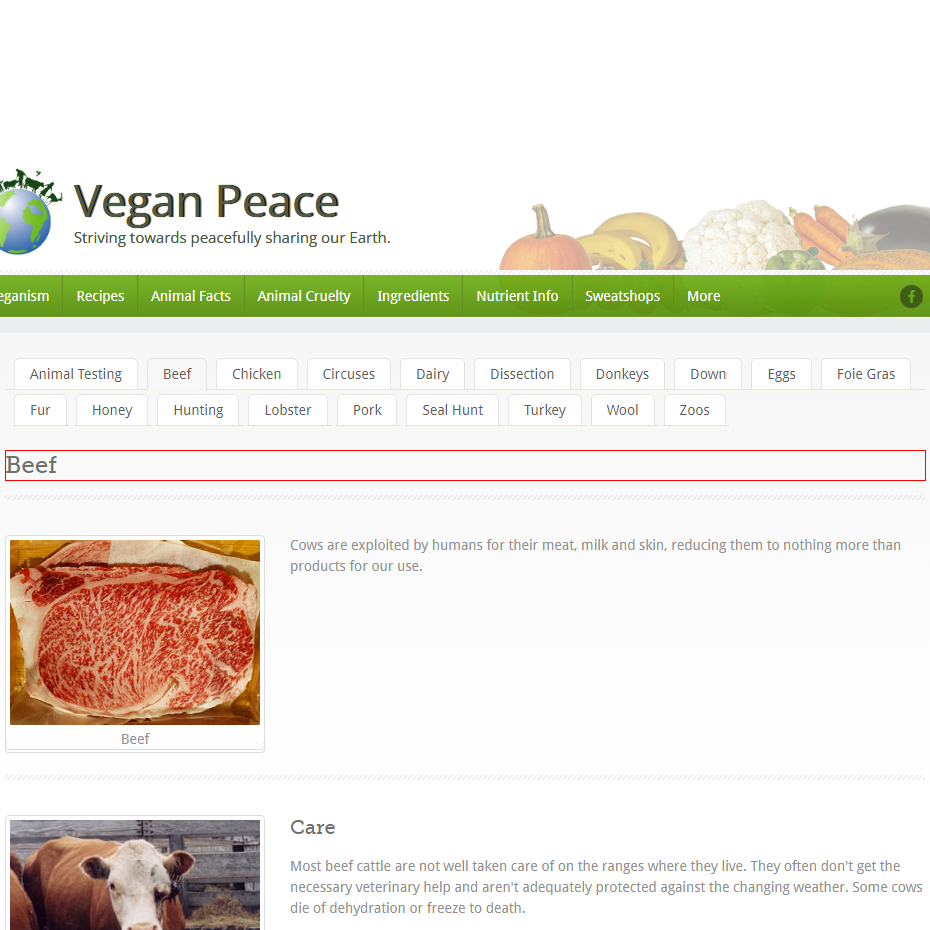 Vegan Peace
Striving towards peacefully sharing our Earth.
eganism Recipes Animal Facts Animal Cruelty Ingredients Nutrient Info Sweatshops More
Animal Testing Beef Chicken Circuses Dairy Dissection Donkeys Down Eggs Foie Gras
Fur Honey Hunting Lobster Pork Seal Hunt Turkey Wool Zoos
Beef
Cows are exploited by humans for their meat, milk and skin, reducing them to nothing more than
products for our use.
Beef
Care
Most beef cattle are not well taken care of on the ranges where they live. They often don't get the
necessary veterinary help and aren't adequately protected against the changing weather. Some cows
die of dehydration or freeze to death.